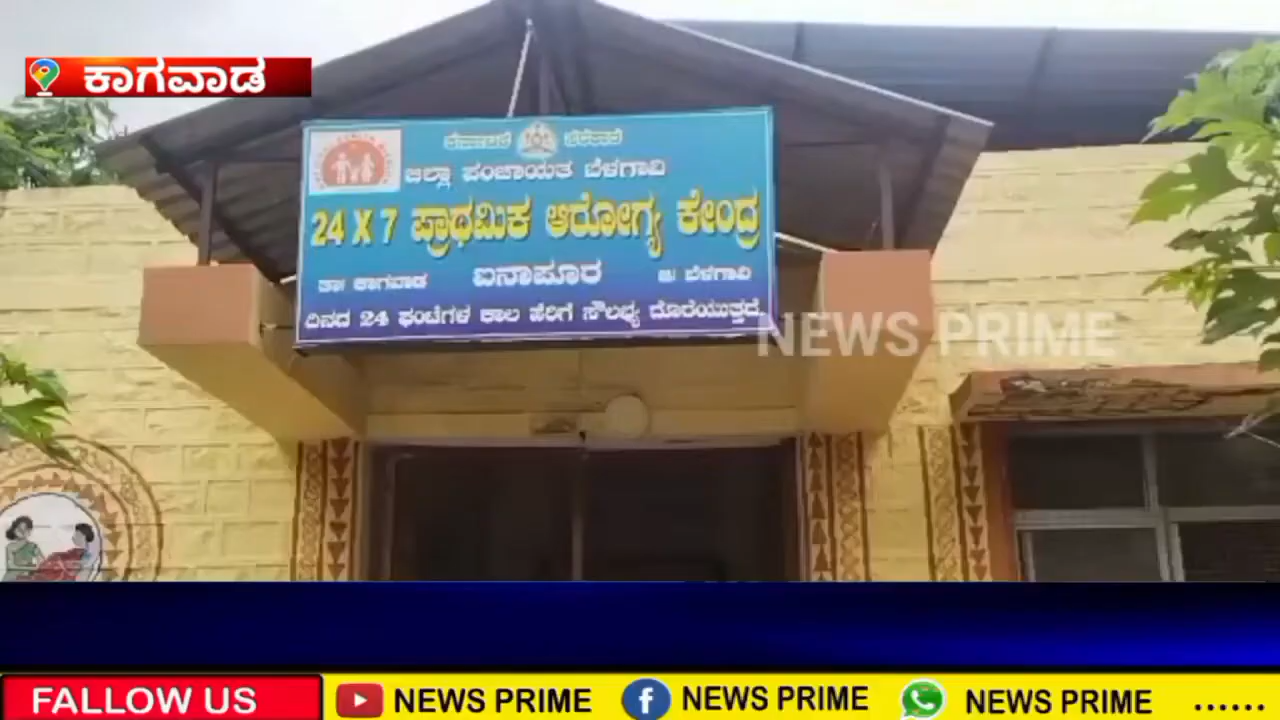 ಕಾಗವಾಡ
ಕರ್ನಾಟಕ ಸರಕಾರ
ಜಿಲ್ಲಾ ಪಂಚಾಯತ ಬೆಳಗಾವಿ
24 X 7 ಪ್ರಾಥಮಿಕ ಆರೋಗ್ಯ ಕೇಂದ್ರ
ತಾ: ಕಾಗವಾಡ ಐನಾಪೂರ ಜಿ: ಬೆಳಗಾವಿ
ದಿನದ 24 ಘಂಟೆಗಳ ಕಾಲ ಹೆರಿಗೆ ಸೌಲಭ್ಯ ದೊರೆಯುತ್ತದೆ.
NEWS PRIME
FALLOW US NEWS PRIME NEWS PRIME NEWS PRIME ......